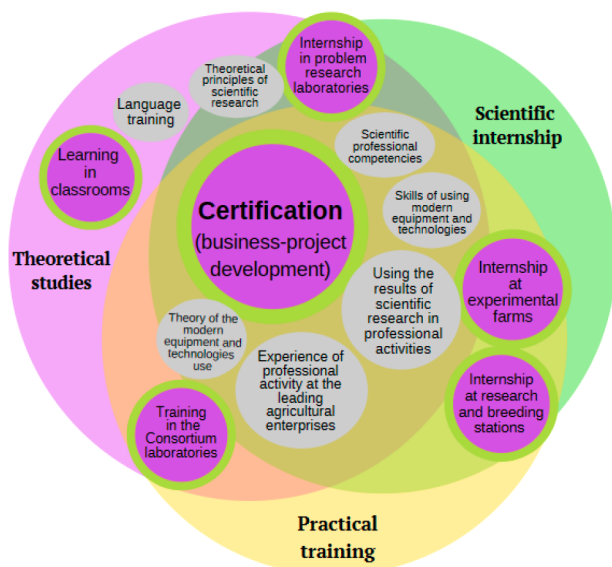 Internship
in problem
research
laboratories
Theoretical
principles of
scientific
research
Language
training
Learning
in
classrooms
Scientific
internship
Scientific
professional
competencies
Skills of using
modern
equipment and
technologies
Certification
(business-project
development)
Theoretical
studies
Using the
results of
scientific
research in
professional
activities
Internship
at
experimental
farms
Theory of the
modern
equipment and
technologies
use
Experience of
professional
activity at the
leading
agricultural
enterprises
Internship
at research
and breeding
stations
Training
in the
Consortium
laboratories
Practical
training